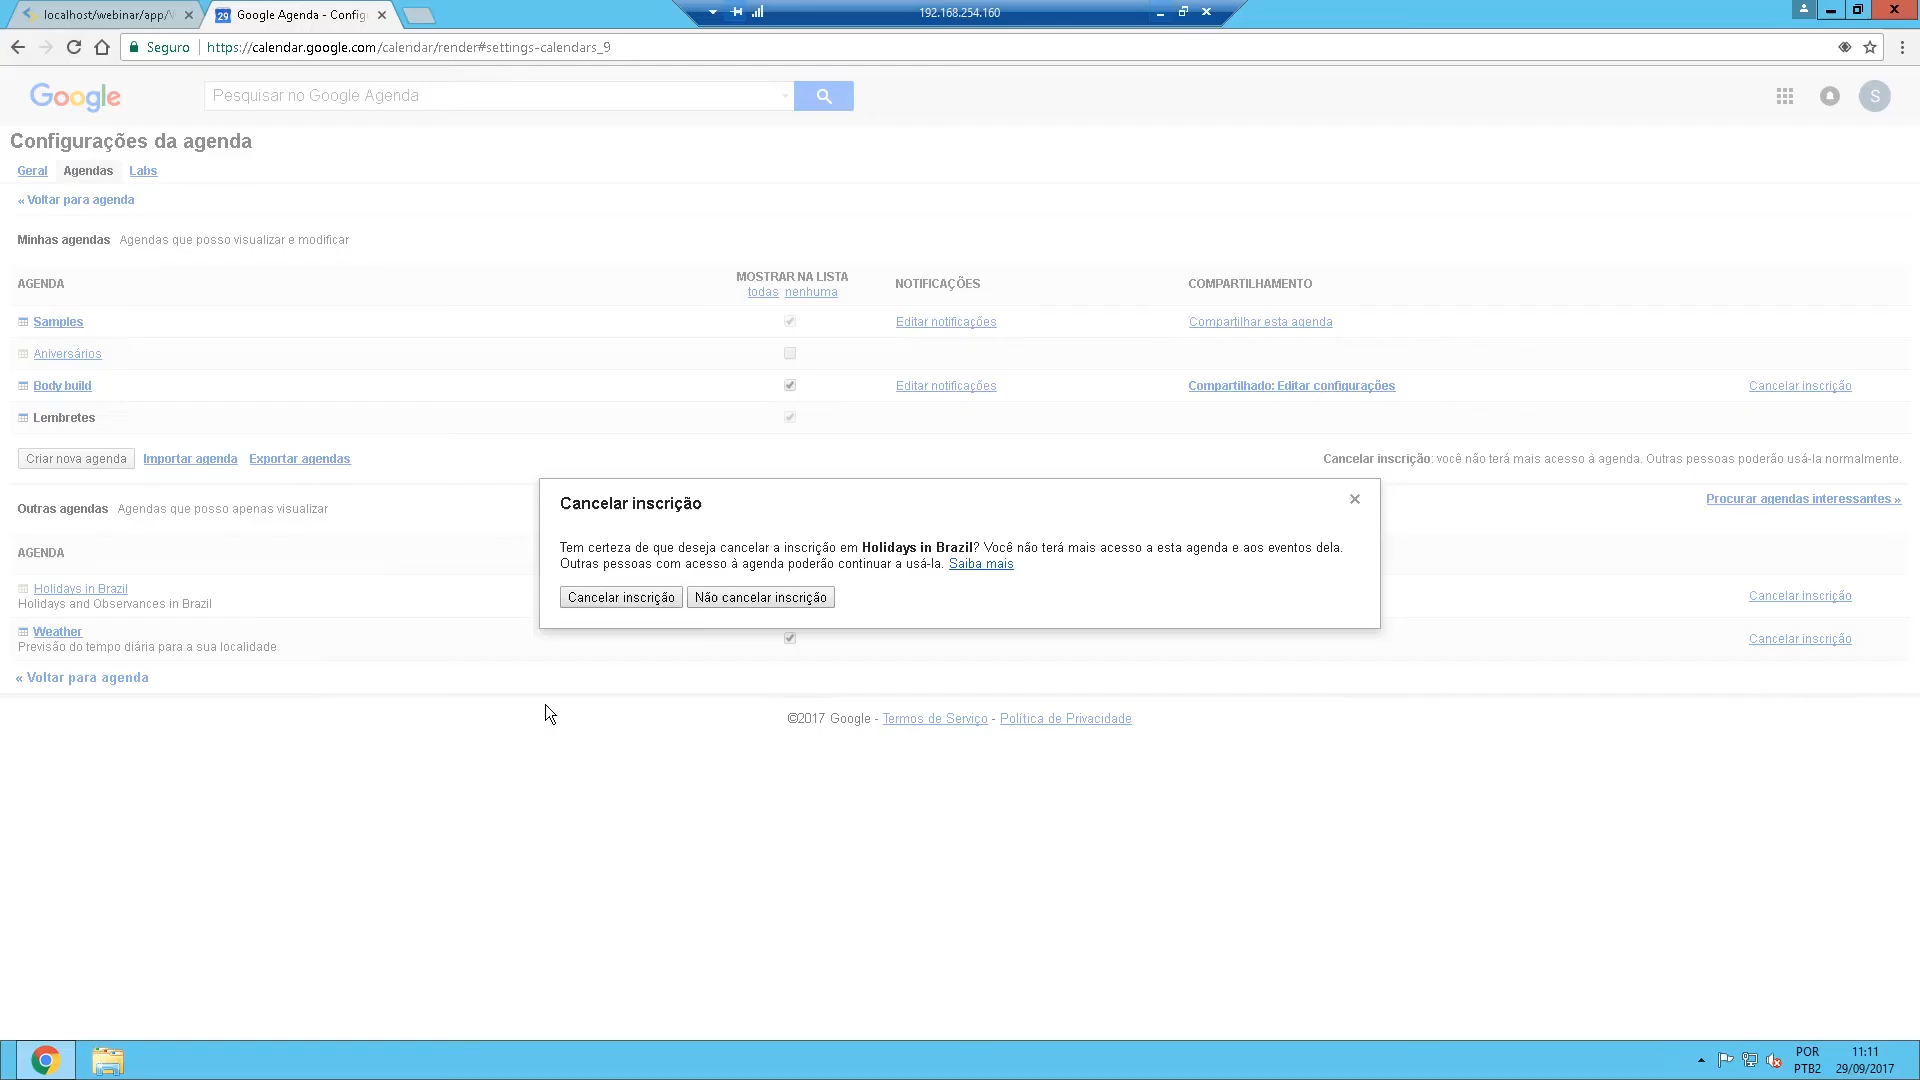 localhost/webinar/app/
29 Google Agenda - Config
192.168.254.160
Seguro
https://calendar.google.com/calendar/render#settings-calendars_9
Google
Pesquisar no Google Agenda
S
Configurações da agenda
Geral Agendas Labs
« Voltar para agenda
Minhas agendas Agendas que posso visualizar e modificar
AGENDA MOSTRAR NA LISTA NOTIFICAÇÕES COMPARTILHAMENTO
todas nenhuma
Samples Editar notificações Compartilhar esta agenda
Aniversários
Body build Editar notificações Compartilhado: Editar configurações Cancelar inscrição
Lembretes
Criar nova agenda Importar agenda Exportar agendas Cancelar inscrição: você não terá mais acesso à agenda. Outras pessoas poderão usá-la normalmente.
Outras agendas Agendas que posso apenas visualizar Procurar agendas interessantes »
AGENDA
Holidays in Brazil
Holidays and Observances in Brazil Cancelar inscrição
Weather
Previsão do tempo diária para a sua localidade Cancelar inscrição
« Voltar para agenda
Cancelar inscrição
Tem certeza de que deseja cancelar a inscrição em Holidays in Brazil? Você não terá mais acesso a esta agenda e aos eventos dela.
Outras pessoas com acesso à agenda poderão continuar a usá-la. Saiba mais
Cancelar inscrição Não cancelar inscrição
©2017 Google - Termos de Serviço - Política de Privacidade
POR 11:11
PTB2 29/09/2017